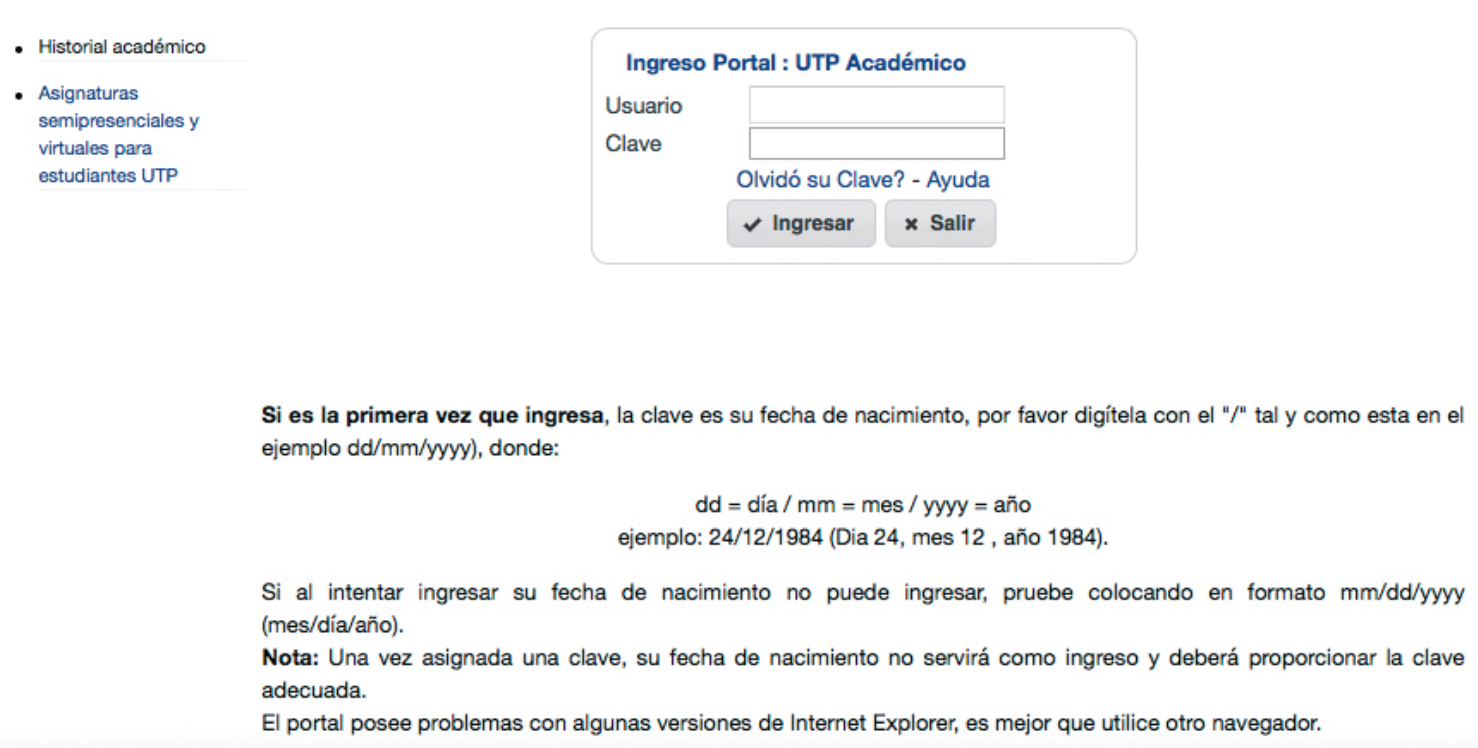 Historial académico
Asignaturas
semipresenciales y
virtuales para
estudiantes UTP
Ingreso Portal : UTP Académico
Usuario
Clave
Olvidó su Clave? - Ayuda
Ingresar
Salir
Si es la primera vez que ingresa, la clave es su fecha de nacimiento, por favor digítela con el "/" tal y como esta en el
ejemplo dd/mm/yyyy), donde:
dd = día / mm = mes / yyyy = año
ejemplo: 24/12/1984 (Dia 24, mes 12 , año 1984).
Si al intentar ingresar su fecha de nacimiento no puede ingresar, pruebe colocando en formato mm/dd/yyyy
(mes/día/año).
Nota: Una vez asignada una clave, su fecha de nacimiento no servirá como ingreso y deberá proporcionar la clave
adecuada.
El portal posee problemas con algunas versiones de Internet Explorer, es mejor que utilice otro navegador.